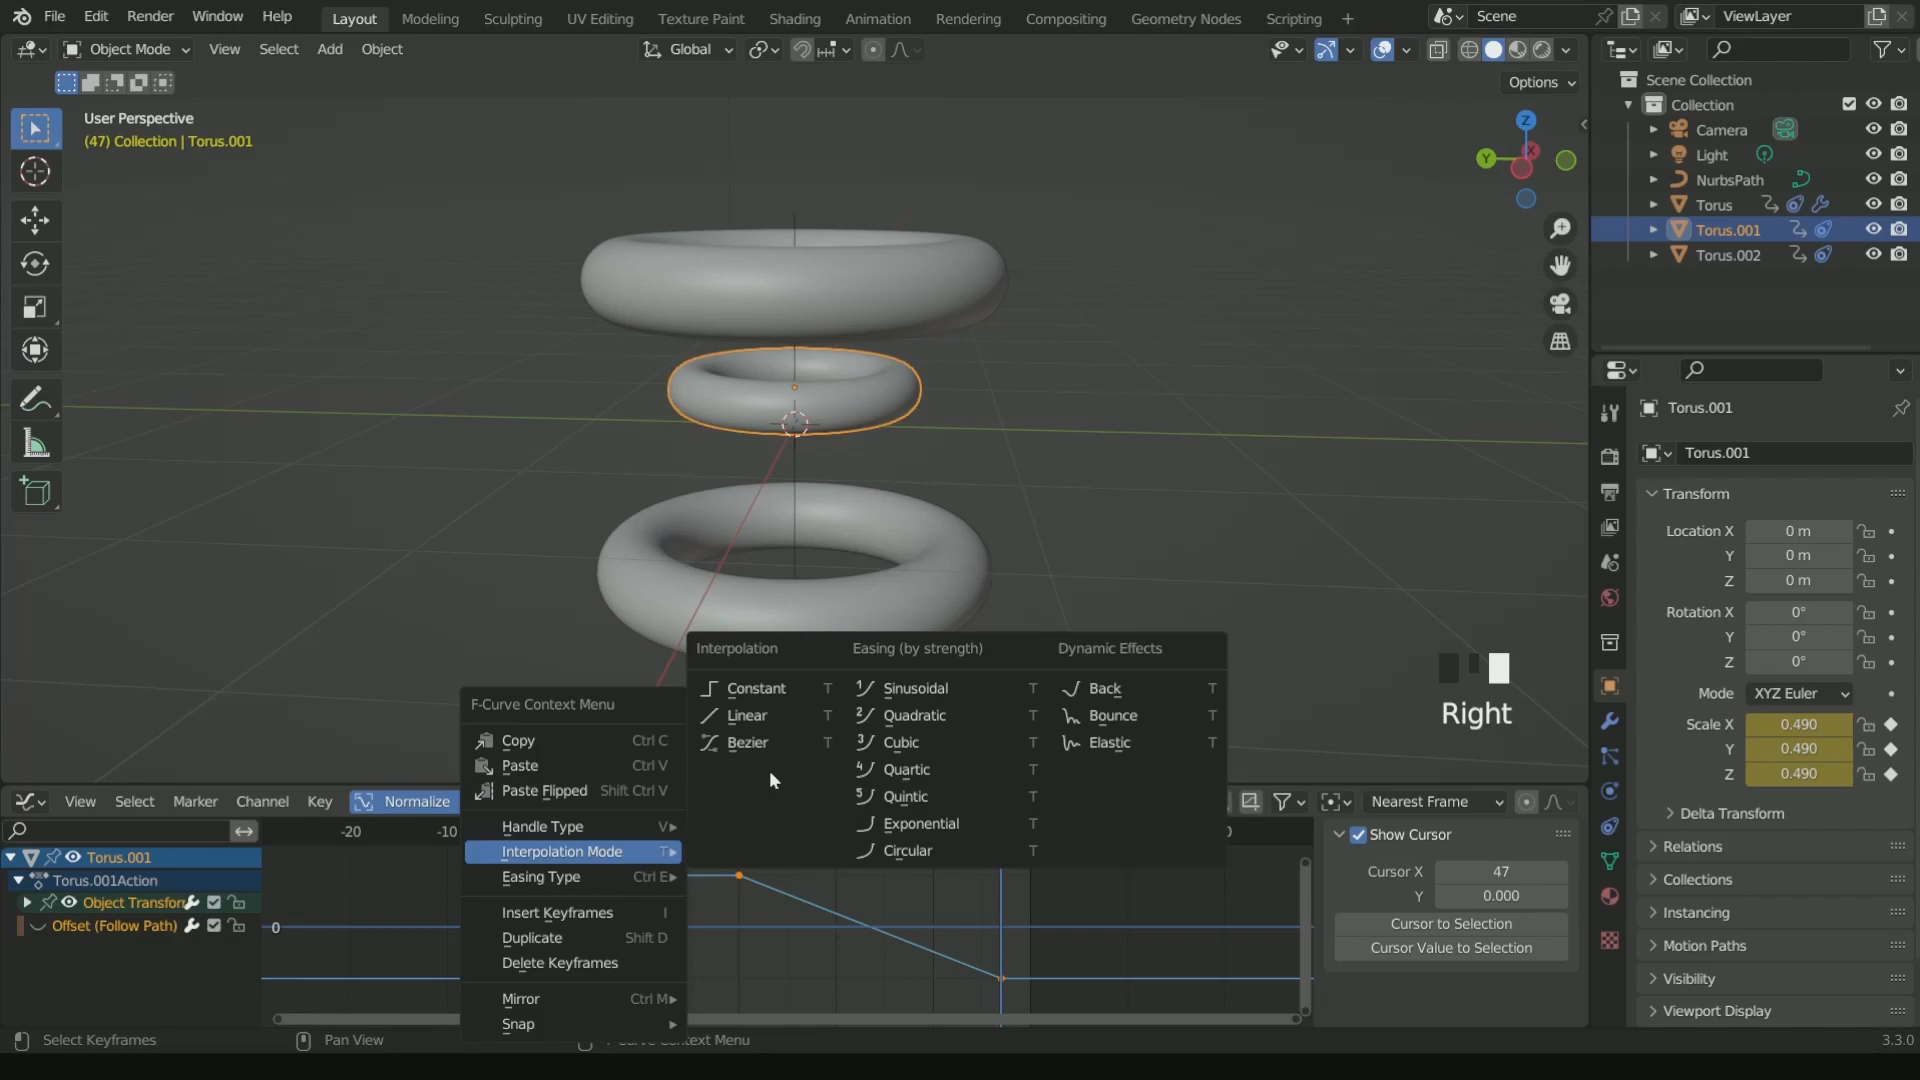 File Edit Render Window Help Layout Modeling Sculpting UV Editing Texture Paint Shading Animation Rendering Compositing Geometry Nodes Scripting + Scene ViewLayer
Object Mode View Select Add Object Global
Options
User Perspective
(47) Collection | Torus.001
Z
Y
X
Scene Collection
Collection
Camera
Light
NurbsPath
Torus
Torus.001
Torus.002
Torus.001
Torus.001
Transform
Location X 0 m
Y 0 m
Z 0 m
Rotation X 0°
Y 0°
Z 0°
Mode XYZ Euler
Scale X 0.490
Y 0.490
Z 0.490
Delta Transform
Relations
Collections
Instancing
Motion Paths
Visibility
Viewport Display
Right
Interpolation Easing (by strength) Dynamic Effects
Constant T Sinusoidal T Back T
Linear T Quadratic T Bounce T
Bezier T Cubic T Elastic T
Quartic T
Quintic T
Exponential T
Circular T
F-Curve Context Menu
Copy Ctrl C
Paste Ctrl V
Paste Flipped Shift Ctrl V
Handle Type V
Interpolation Mode T
Easing Type Ctrl E
Insert Keyframes I
Duplicate Shift D
Delete Keyframes
Mirror Ctrl M
Snap
View Select Marker Channel Key Normalize Nearest Frame
-20 -10
Torus.001
Torus.001Action
Object Transfor
Offset (Follow Path)
0
Show Cursor
Cursor X 47
Y 0.000
Cursor to Selection
Cursor Value to Selection
Select Keyframes Pan View F-Curve Context Menu 3.3.0